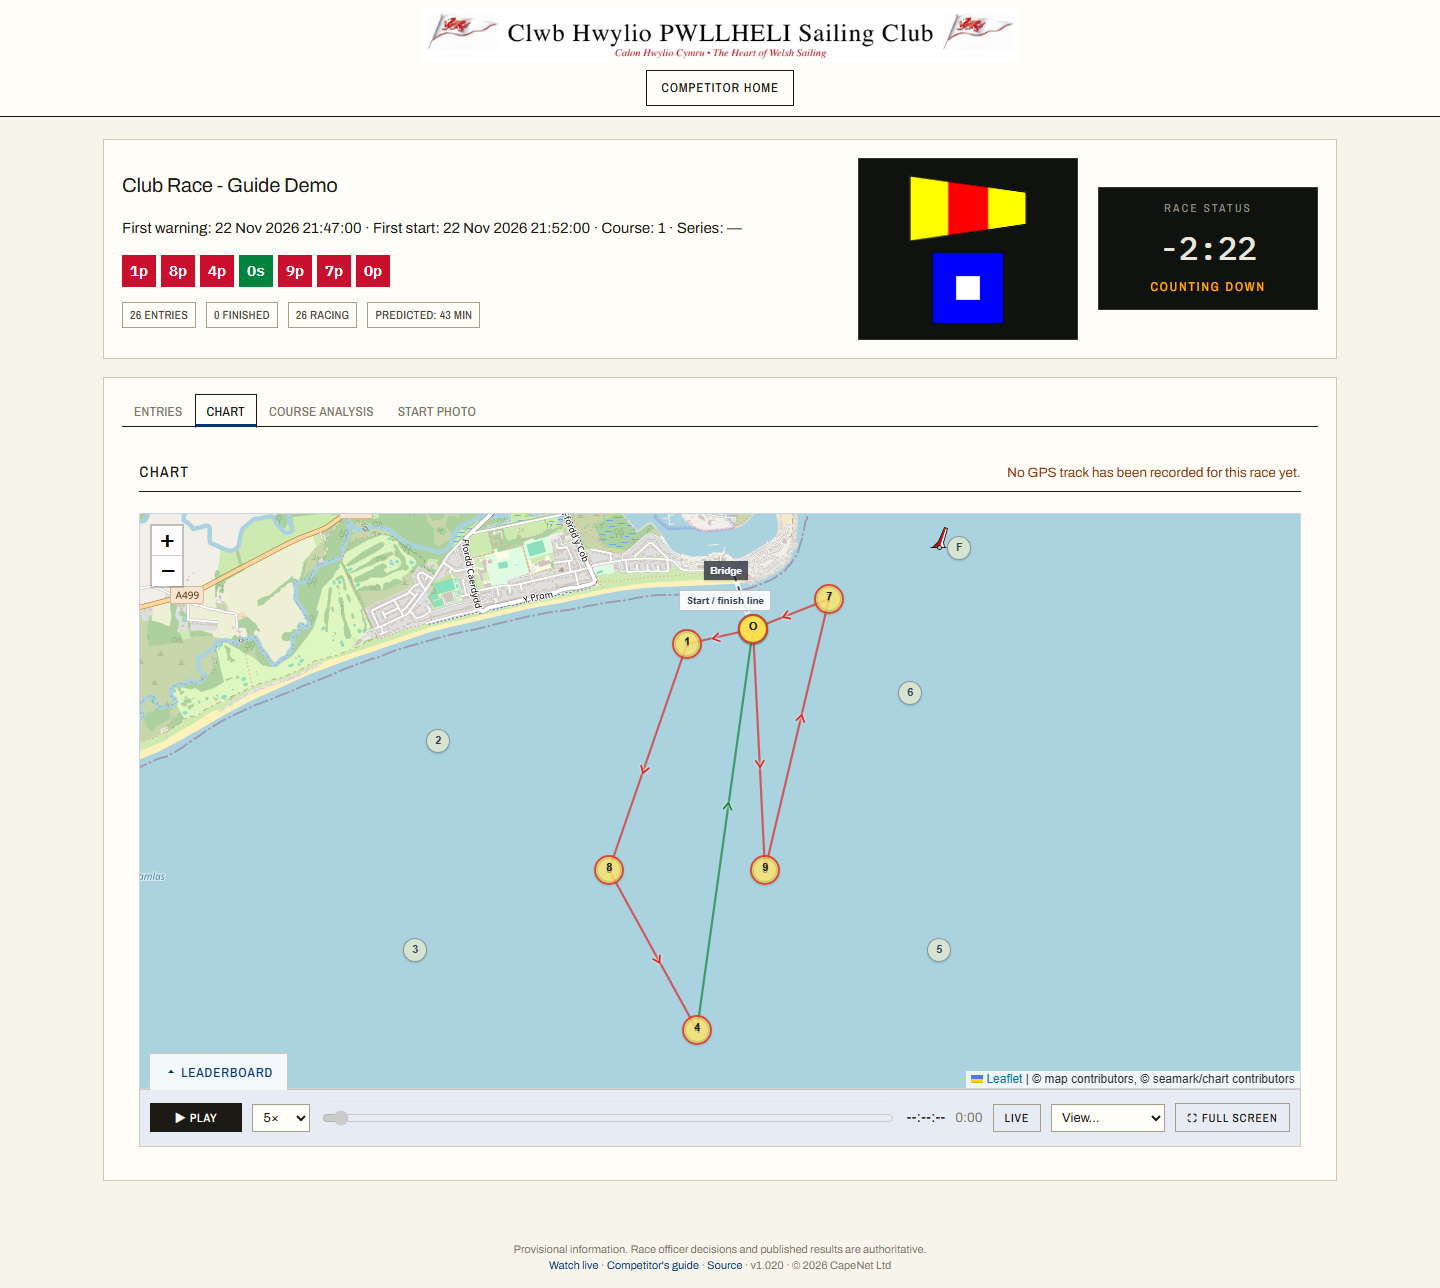 Clwb Hwylio PWLLHELI Sailing Club
Calon Hwylio Cymru • The Heart of Welsh Sailing
COMPETITOR HOME
Club Race - Guide Demo
First warning: 22 Nov 2026 21:47:00 · First start: 22 Nov 2026 21:52:00 · Course: 1 · Series: —
1p 8p 4p 0s 9p 7p 0p
26 ENTRIES 0 FINISHED 26 RACING PREDICTED: 43 MIN
RACE STATUS
-2:22
COUNTING DOWN
ENTRIES CHART COURSE ANALYSIS START PHOTO
CHART
No GPS track has been recorded for this race yet.
+
−
A499
Ffordd Caerdydd
Y Prom
Ffordd y Cob
Bridge
Start / finish line
F
7
O
1
6
2
8
9
amlas
3
5
4
LEADERBOARD
Leaflet | © map contributors, © seamark/chart contributors
PLAY 5× --:--:-- 0:00 LIVE View... FULL SCREEN
Provisional information. Race officer decisions and published results are authoritative.
Watch live · Competitor's guide · Source · v1.020 · © 2026 CapeNet Ltd